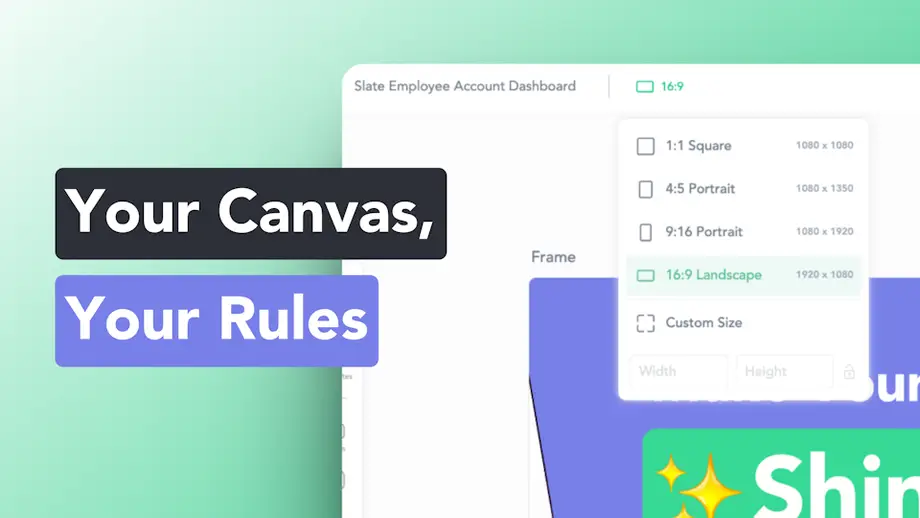 Slate Employee Account Dashboard
16:9
1:1 Square 1080 x 1080
4:5 Portrait 1080 x 1350
9:16 Portrait 1080 x 1920
16:9 Landscape 1920 x 1080
Custom Size
Width Height
Your Canvas,
Your Rules
Frame
Shin